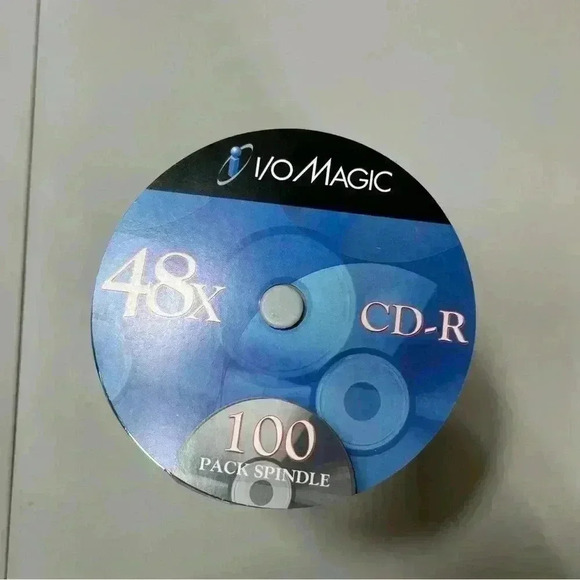 I/OMAGIC
48x
CD-R
100
PACK SPINDLE